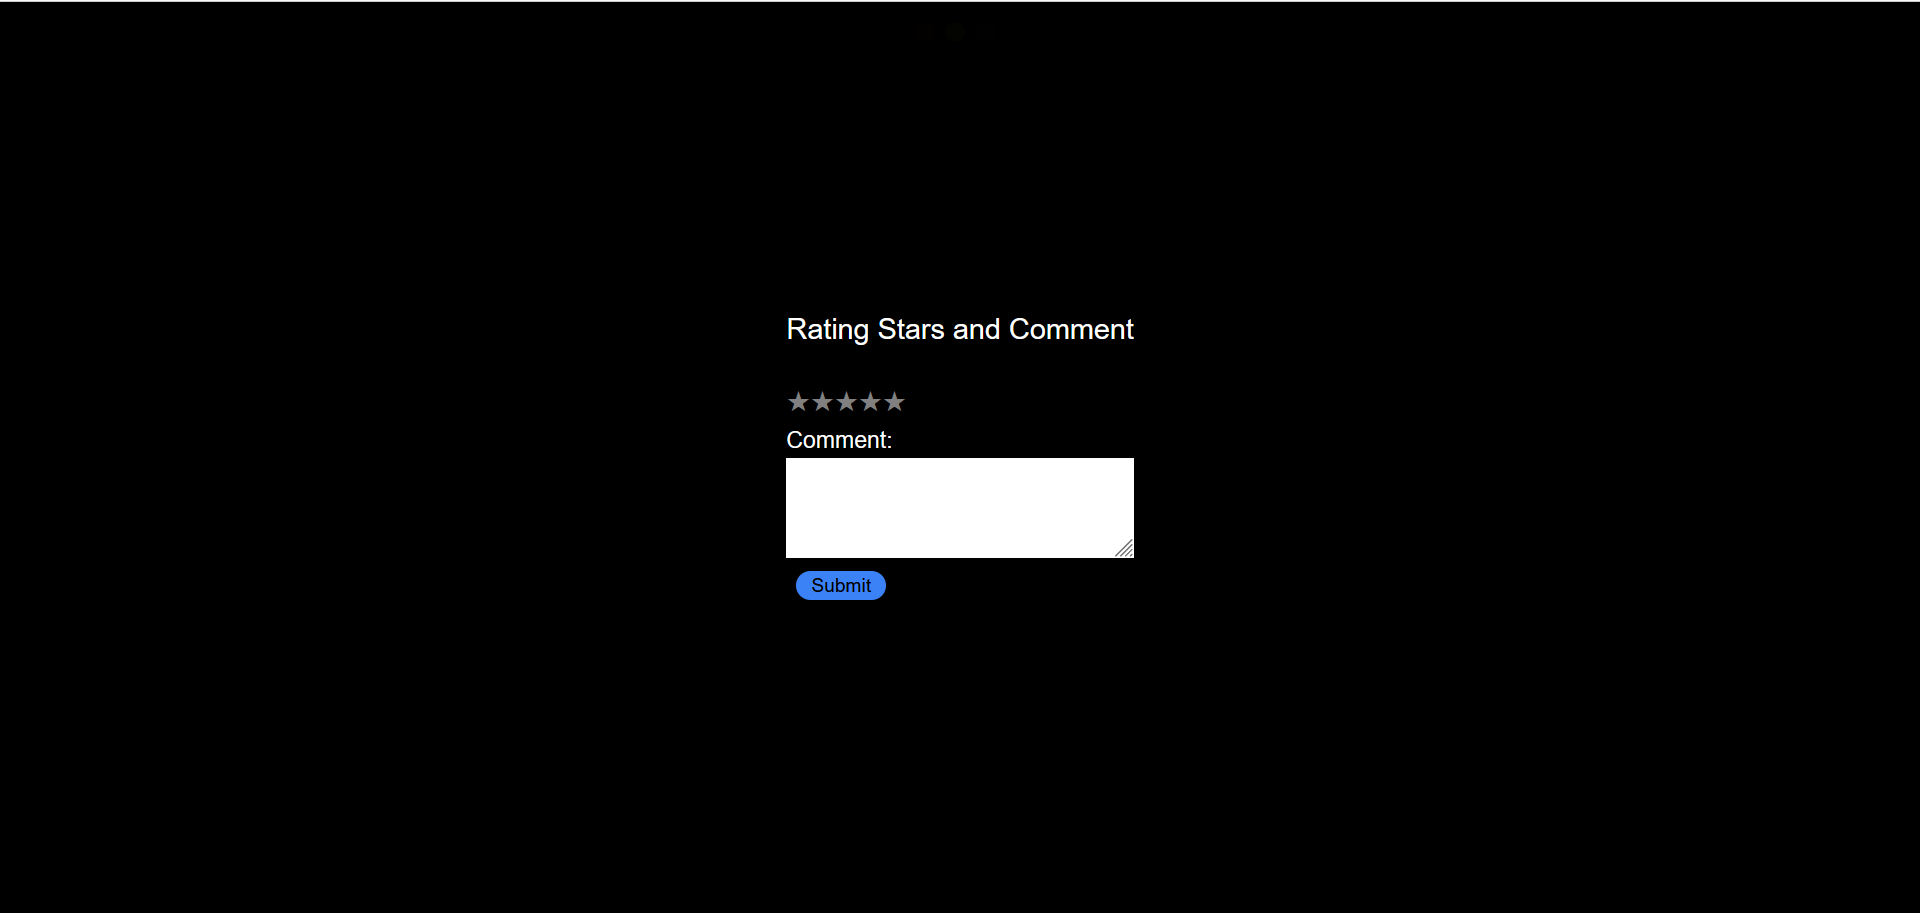 Rating Stars and Comment
★★★★★
Comment:
Submit